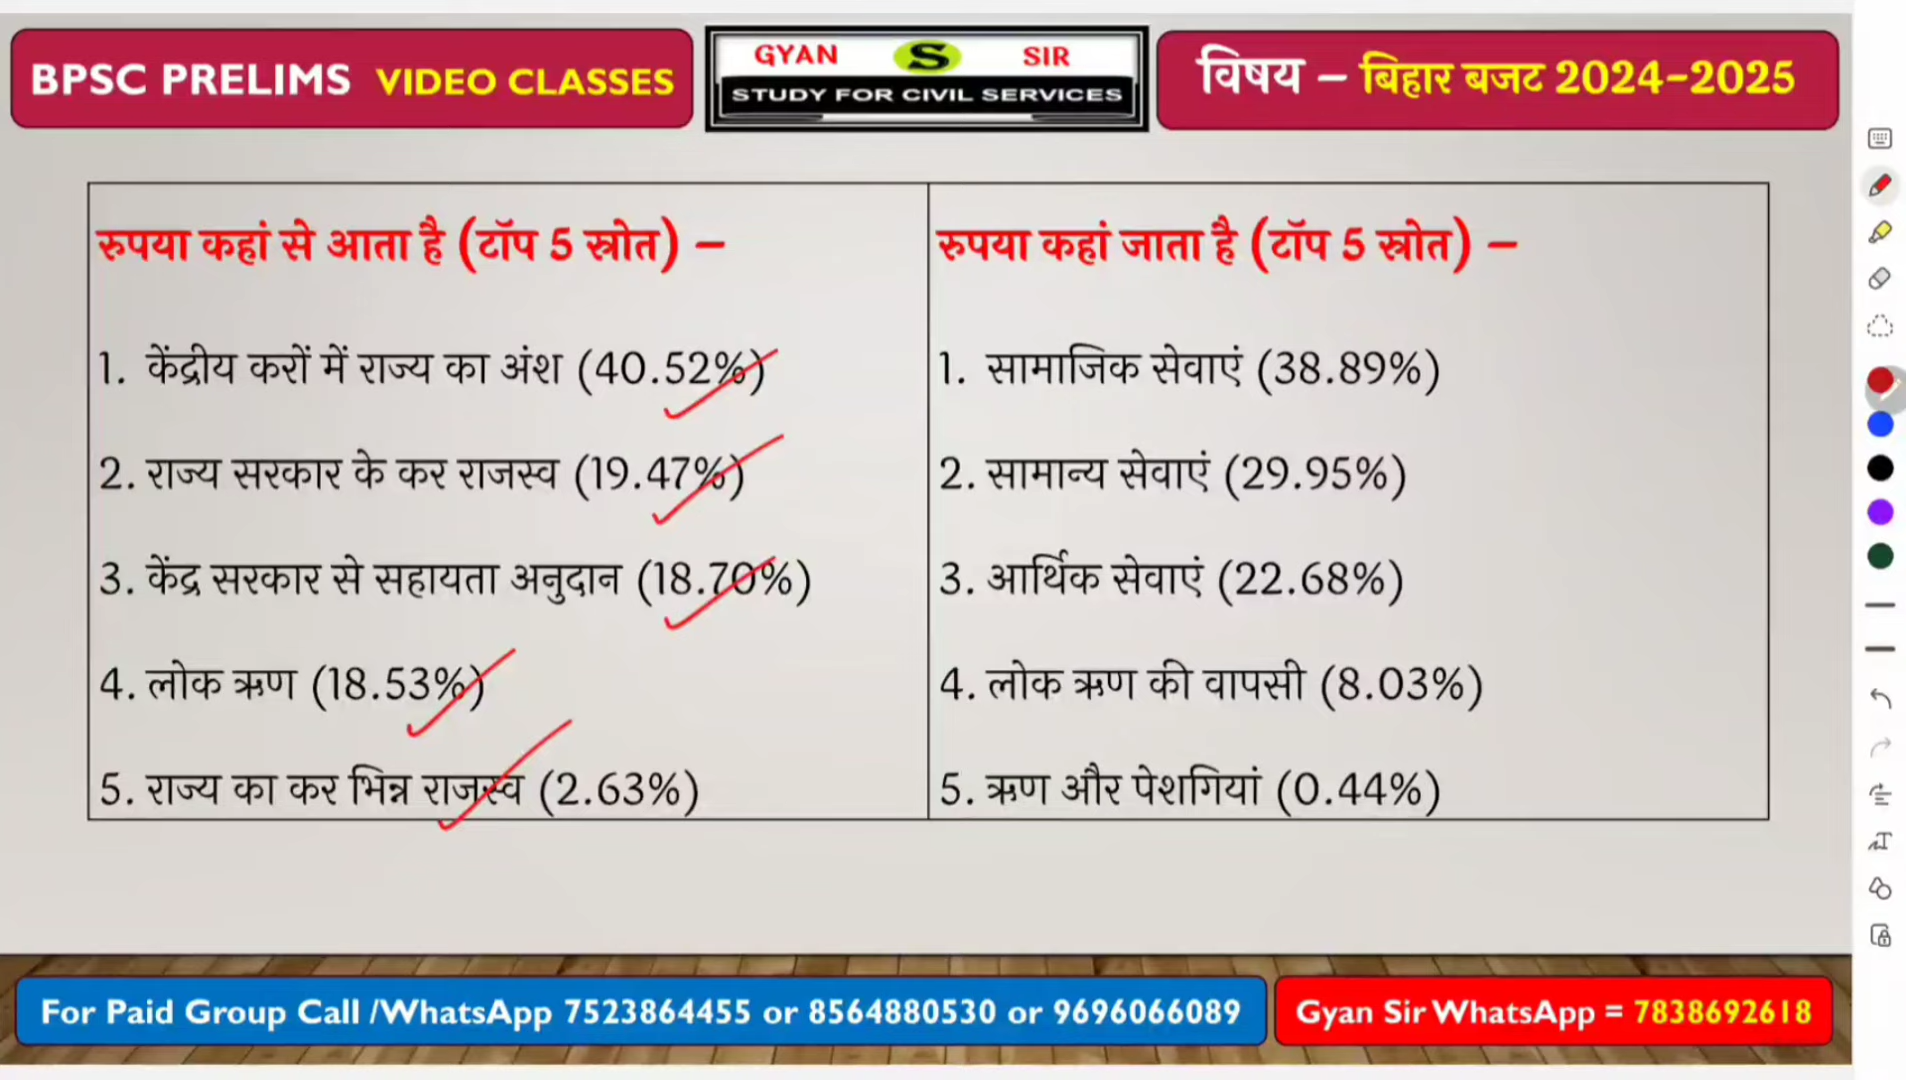 BPSC PRELIMS VIDEO CLASSES
GYAN S SIR
STUDY FOR CIVIL SERVICES
विषय – बिहार बजट 2024-2025
रुपया कहां से आता है (टॉप 5 स्रोत) –
1. केंद्रीय करों में राज्य का अंश (40.52%)
2. राज्य सरकार के कर राजस्व (19.47%)
3. केंद्र सरकार से सहायता अनुदान (18.70%)
4. लोक ऋण (18.53%)
5. राज्य का कर भिन्न राजस्व (2.63%)
रुपया कहां जाता है (टॉप 5 स्रोत) –
1. सामाजिक सेवाएं (38.89%)
2. सामान्य सेवाएं (29.95%)
3. आर्थिक सेवाएं (22.68%)
4. लोक ऋण की वापसी (8.03%)
5. ऋण और पेशगियां (0.44%)
For Paid Group Call /WhatsApp 7523864455 or 8564880530 or 9696066089
Gyan Sir WhatsApp = 7838692618